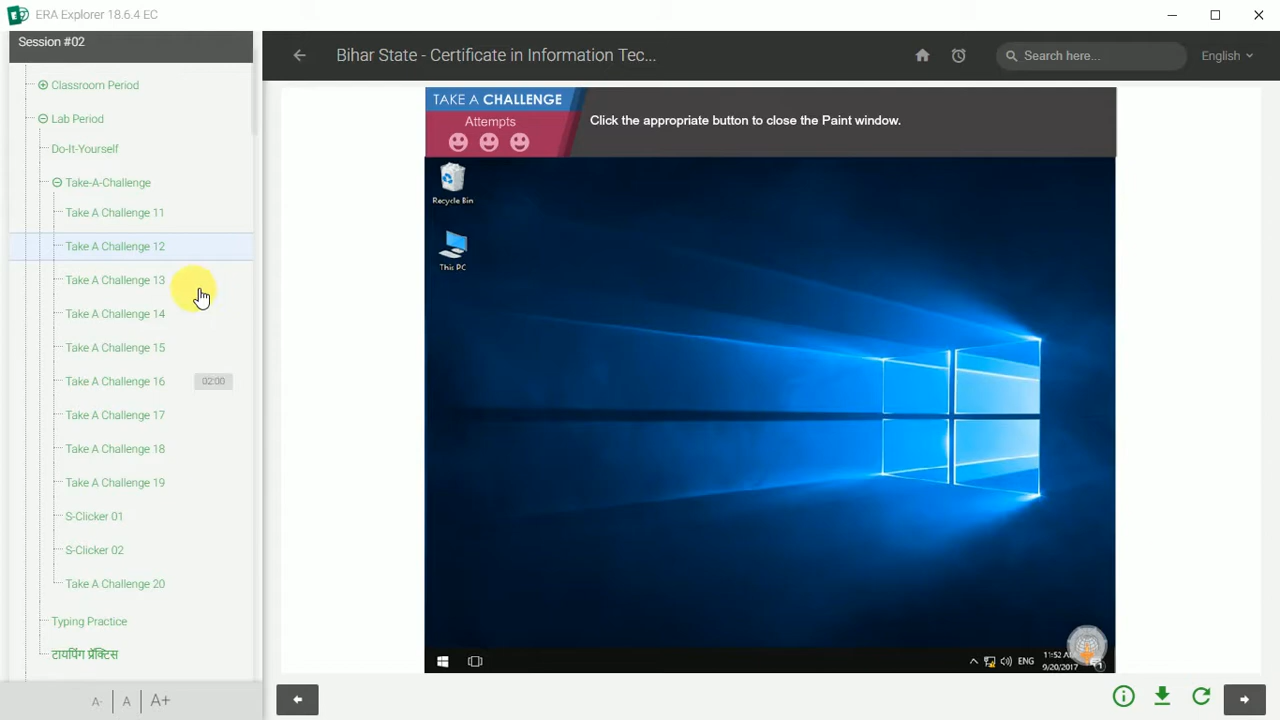 ERA Explorer 18.6.4 EC
Session #02
Classroom Period
Lab Period
Do-It-Yourself
Take-A-Challenge
Take A Challenge 11
Take A Challenge 12
Take A Challenge 13
Take A Challenge 14
Take A Challenge 15
Take A Challenge 16 02:00
Take A Challenge 17
Take A Challenge 18
Take A Challenge 19
S-Clicker 01
S-Clicker 02
Take A Challenge 20
Typing Practice
टायपिंग प्रॅक्टिस
A- A A+
Bihar State - Certificate in Information Tec...
Search here...
English
TAKE A CHALLENGE
Attempts
Click the appropriate button to close the Paint window.
Recycle Bin
This PC
ENG
9/20/2017